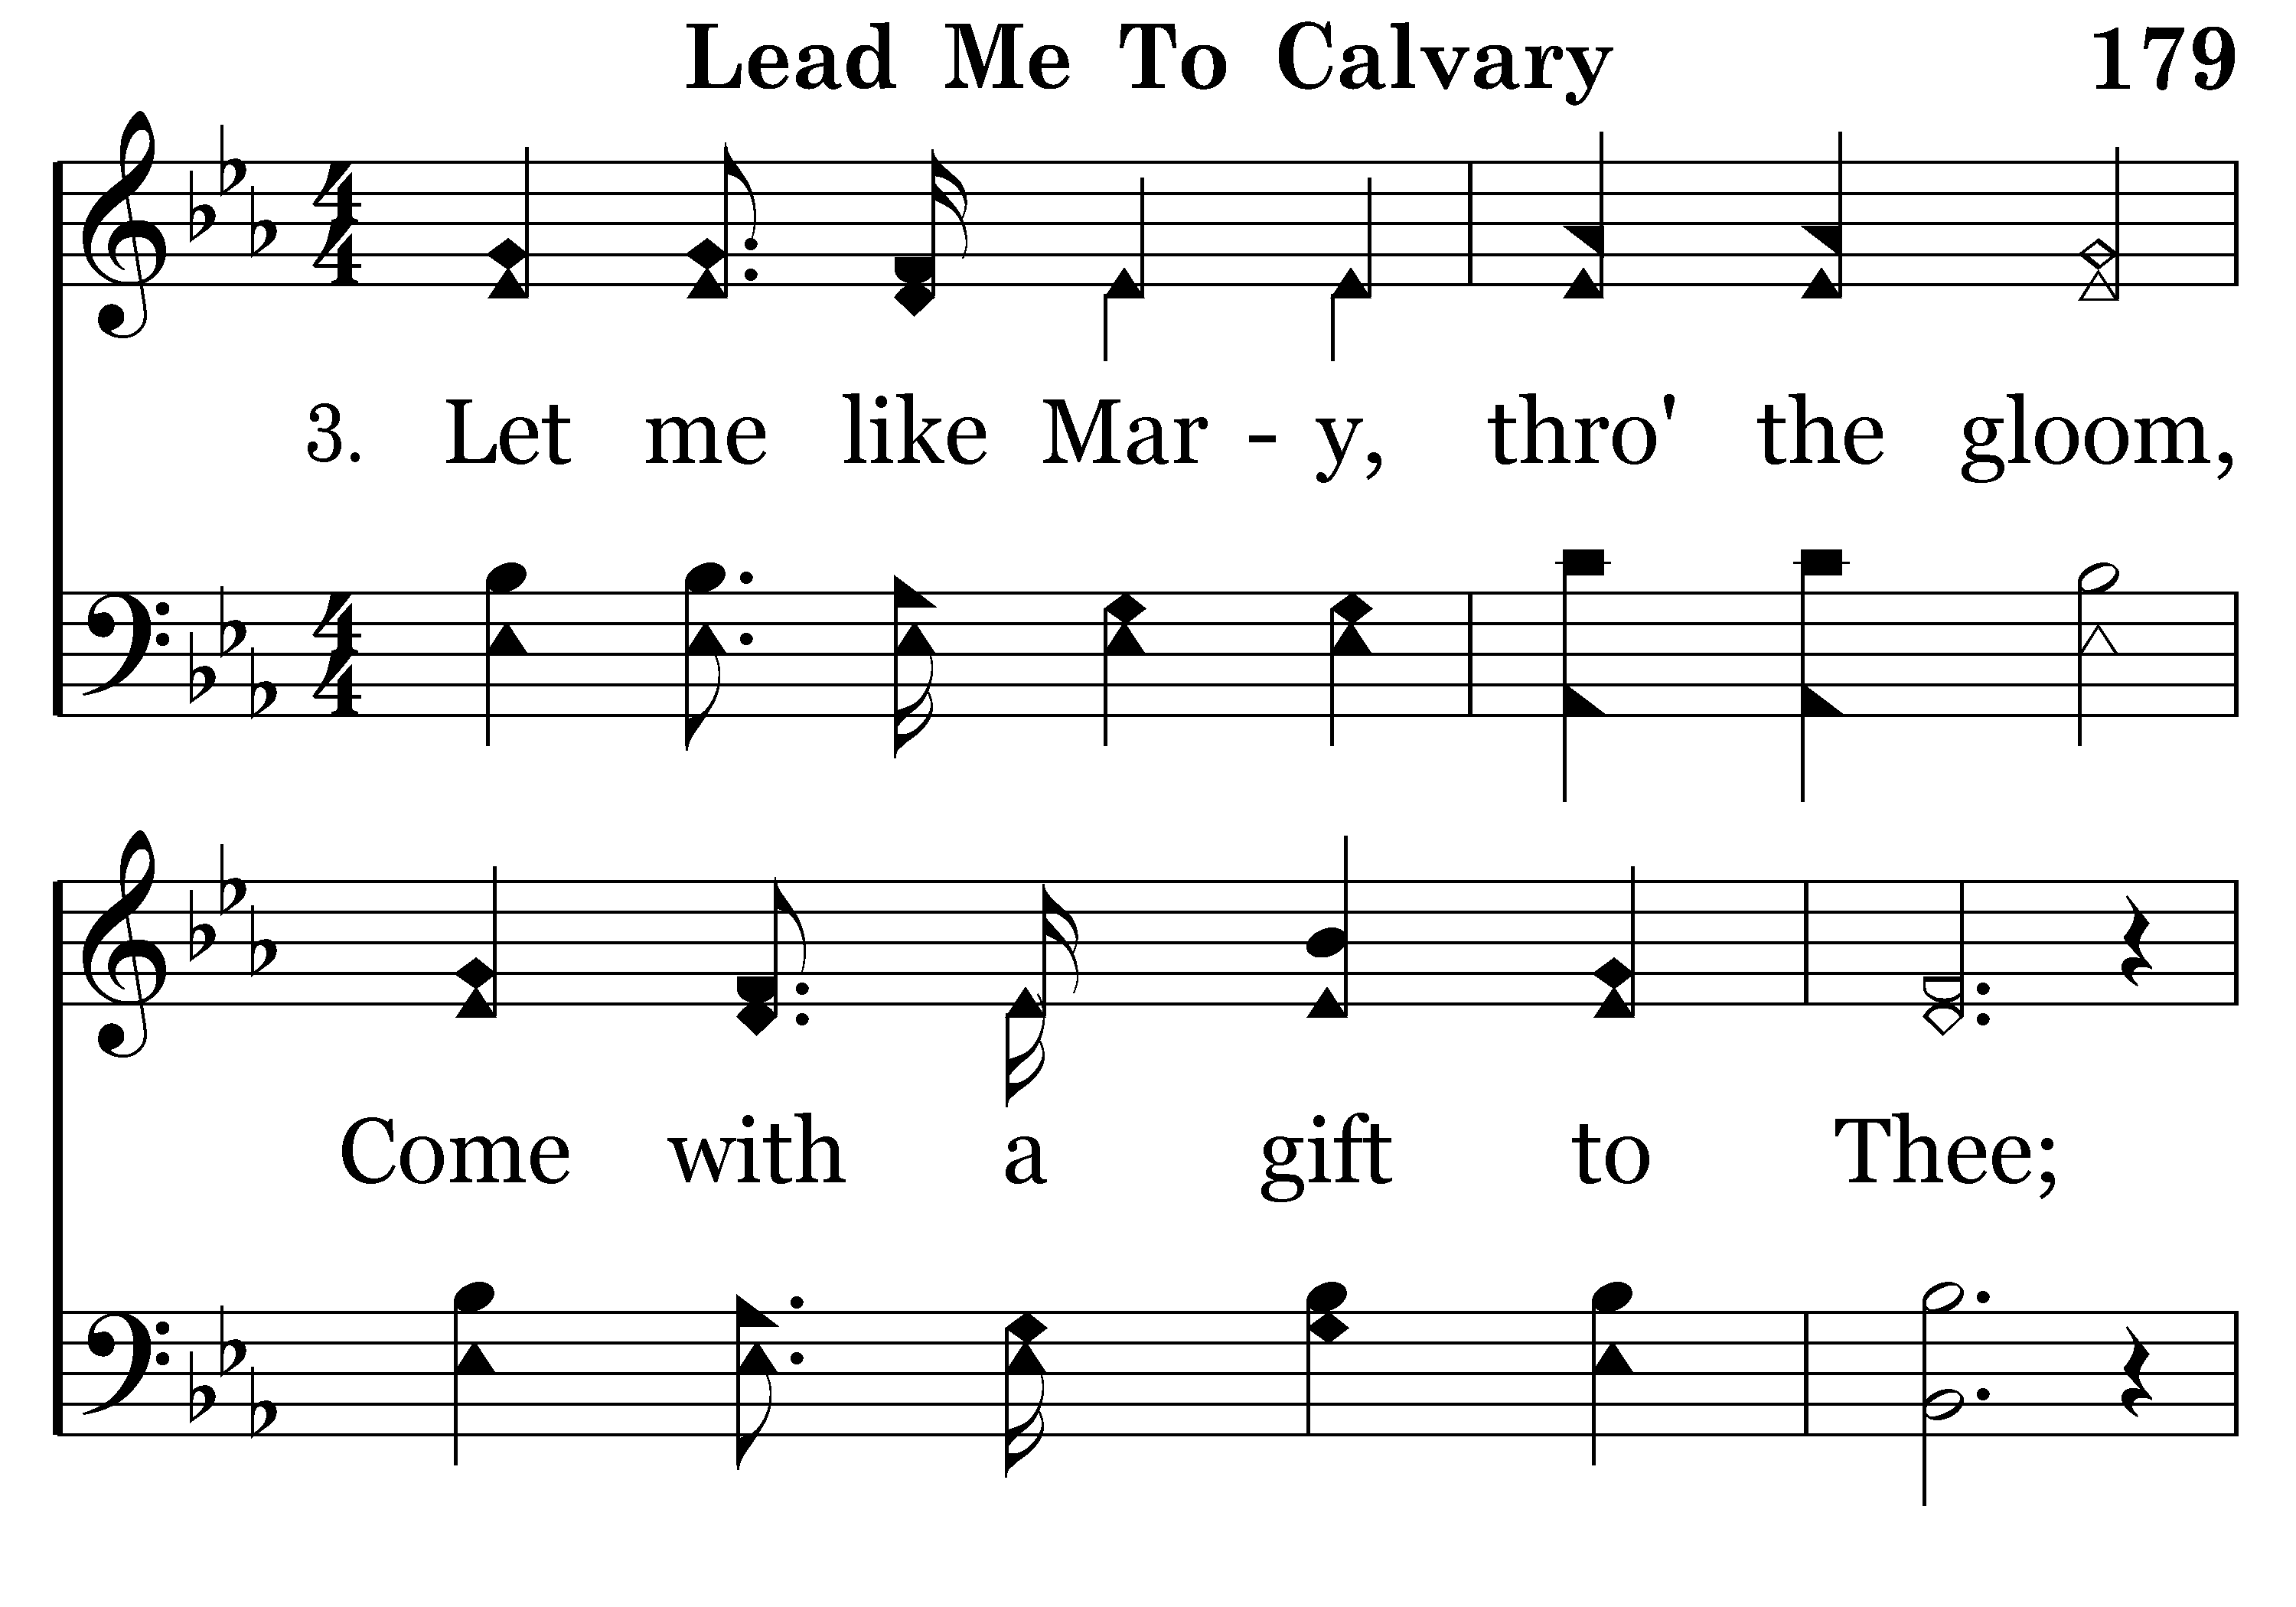 Lead Me To Calvary 179
3. Let me like Mar - y, thro' the gloom,
Come with a gift to Thee;